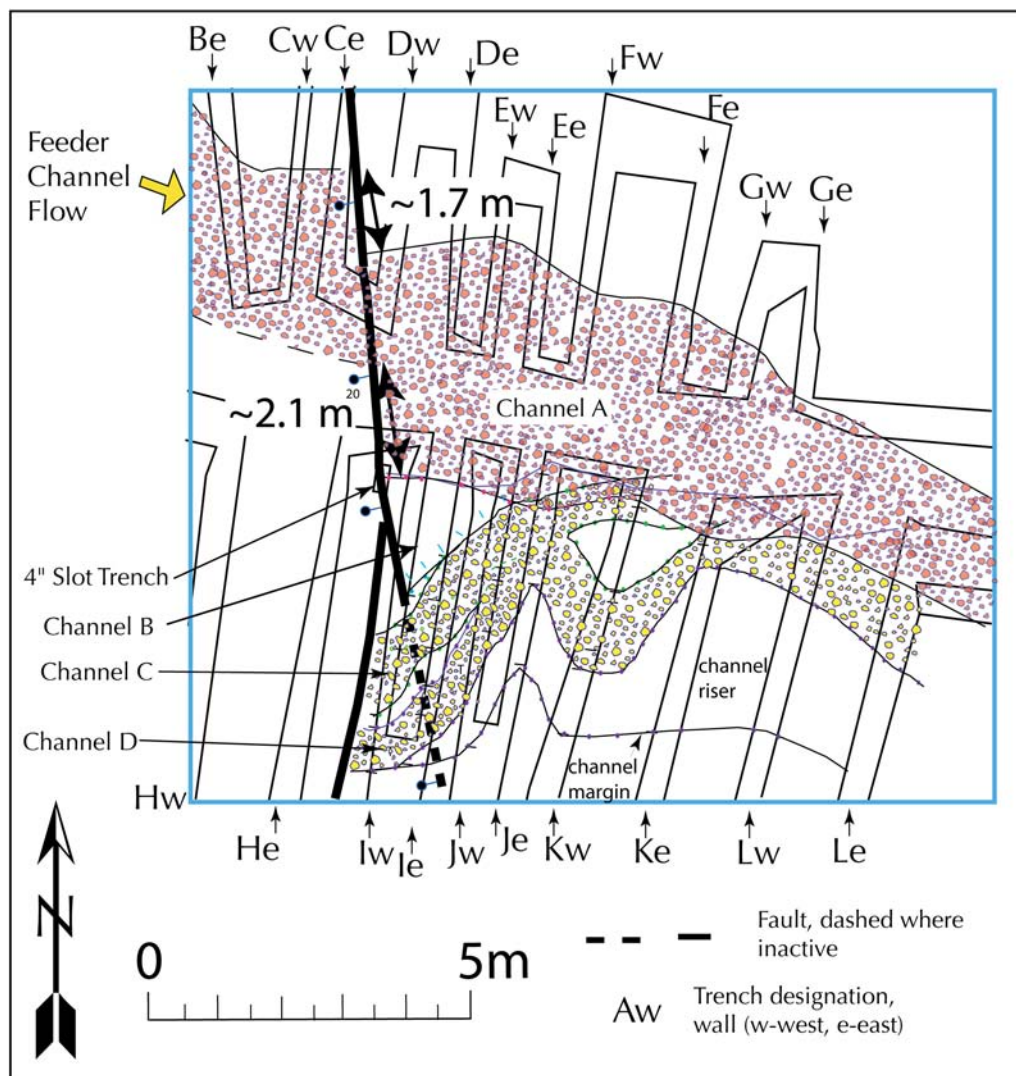 Be
Cw
Ce
Dw
De
Fw
Ew
Ee
Fe
Gw
Ge
Feeder
Channel
Flow
~1.7 m
20
~2.1 m
Channel A
4" Slot Trench
Channel B
Channel C
Channel D
channel
riser
channel
margin
Hw
He
Iw
Ie
Jw
Je
Kw
Ke
Lw
Le
N
0
5m
Fault, dashed where
inactive
Aw
Trench designation,
wall (w-west, e-east)